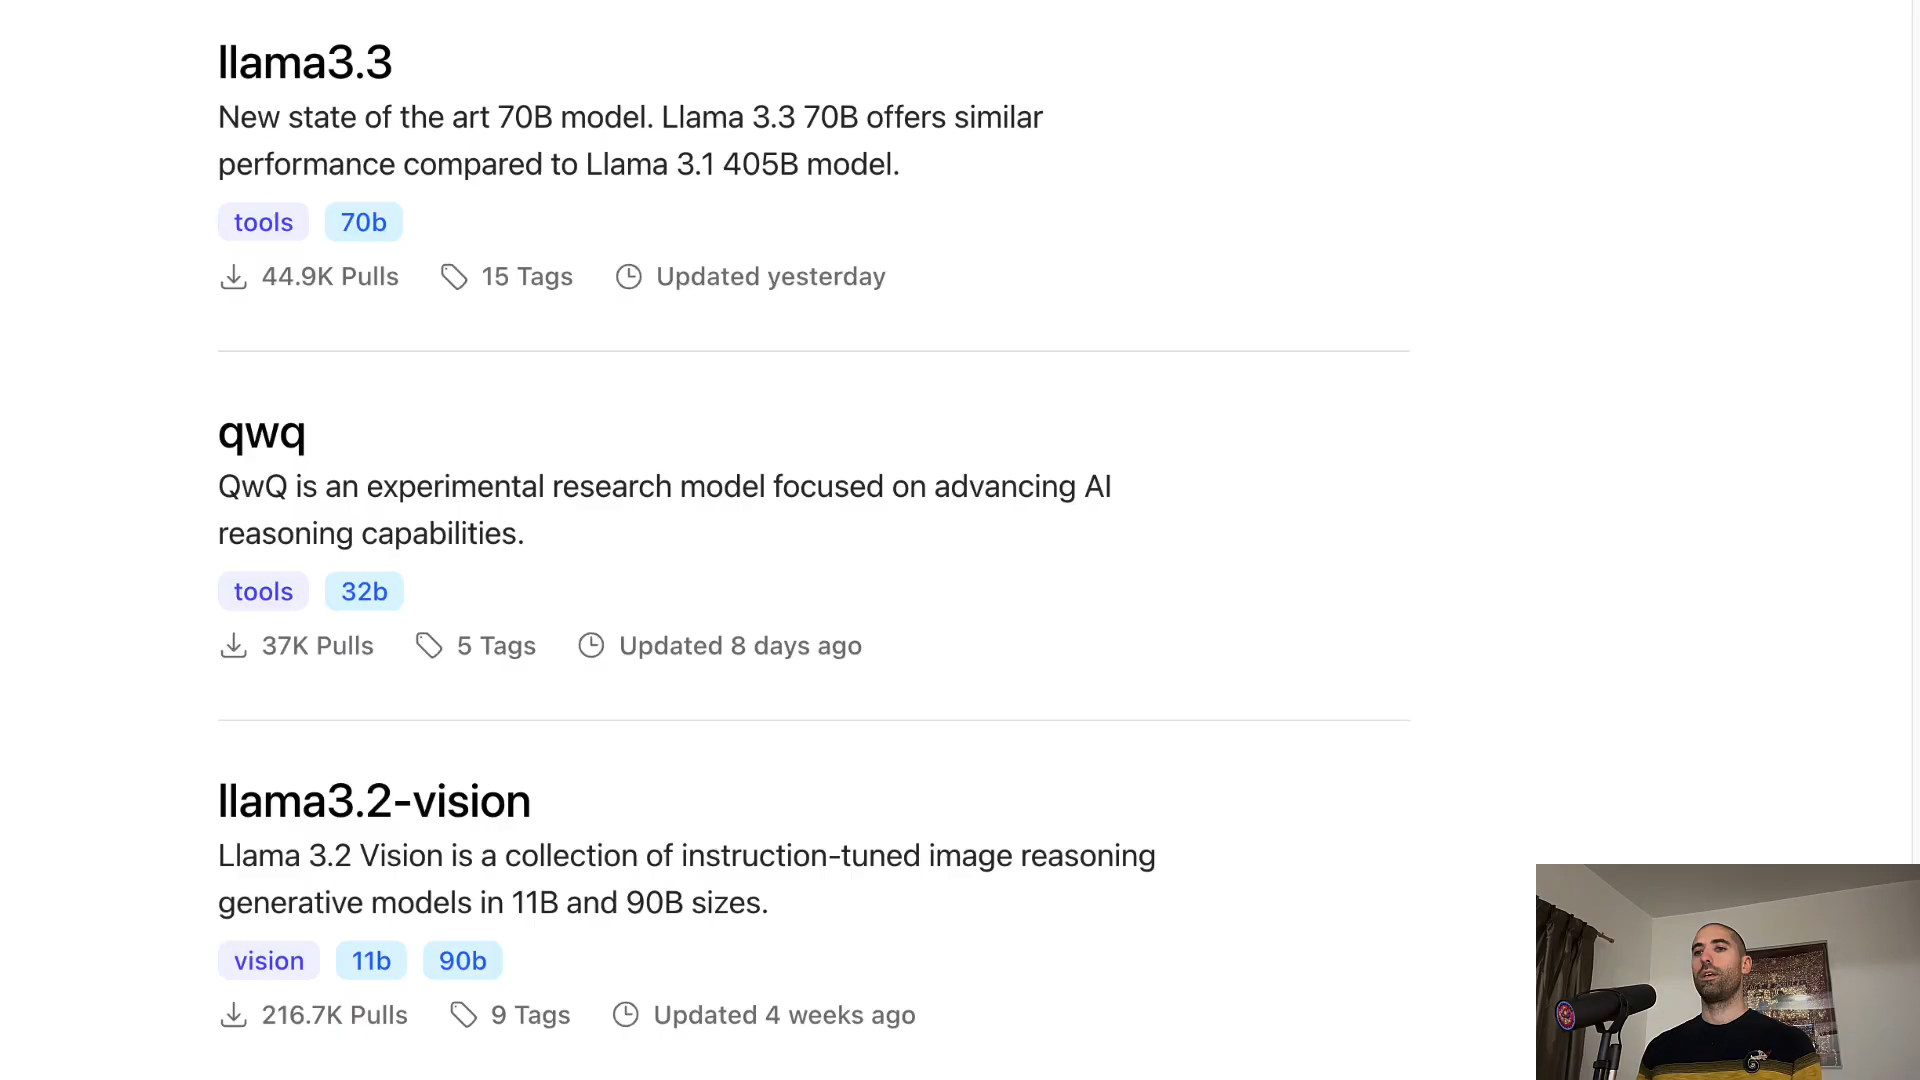 llama3.3
New state of the art 70B model. Llama 3.3 70B offers similar
performance compared to Llama 3.1 405B model.
tools 70b
44.9K Pulls 15 Tags Updated yesterday
qwq
QwQ is an experimental research model focused on advancing AI
reasoning capabilities.
tools 32b
37K Pulls 5 Tags Updated 8 days ago
llama3.2-vision
Llama 3.2 Vision is a collection of instruction-tuned image reasoning
generative models in 11B and 90B sizes.
vision 11b 90b
216.7K Pulls 9 Tags Updated 4 weeks ago